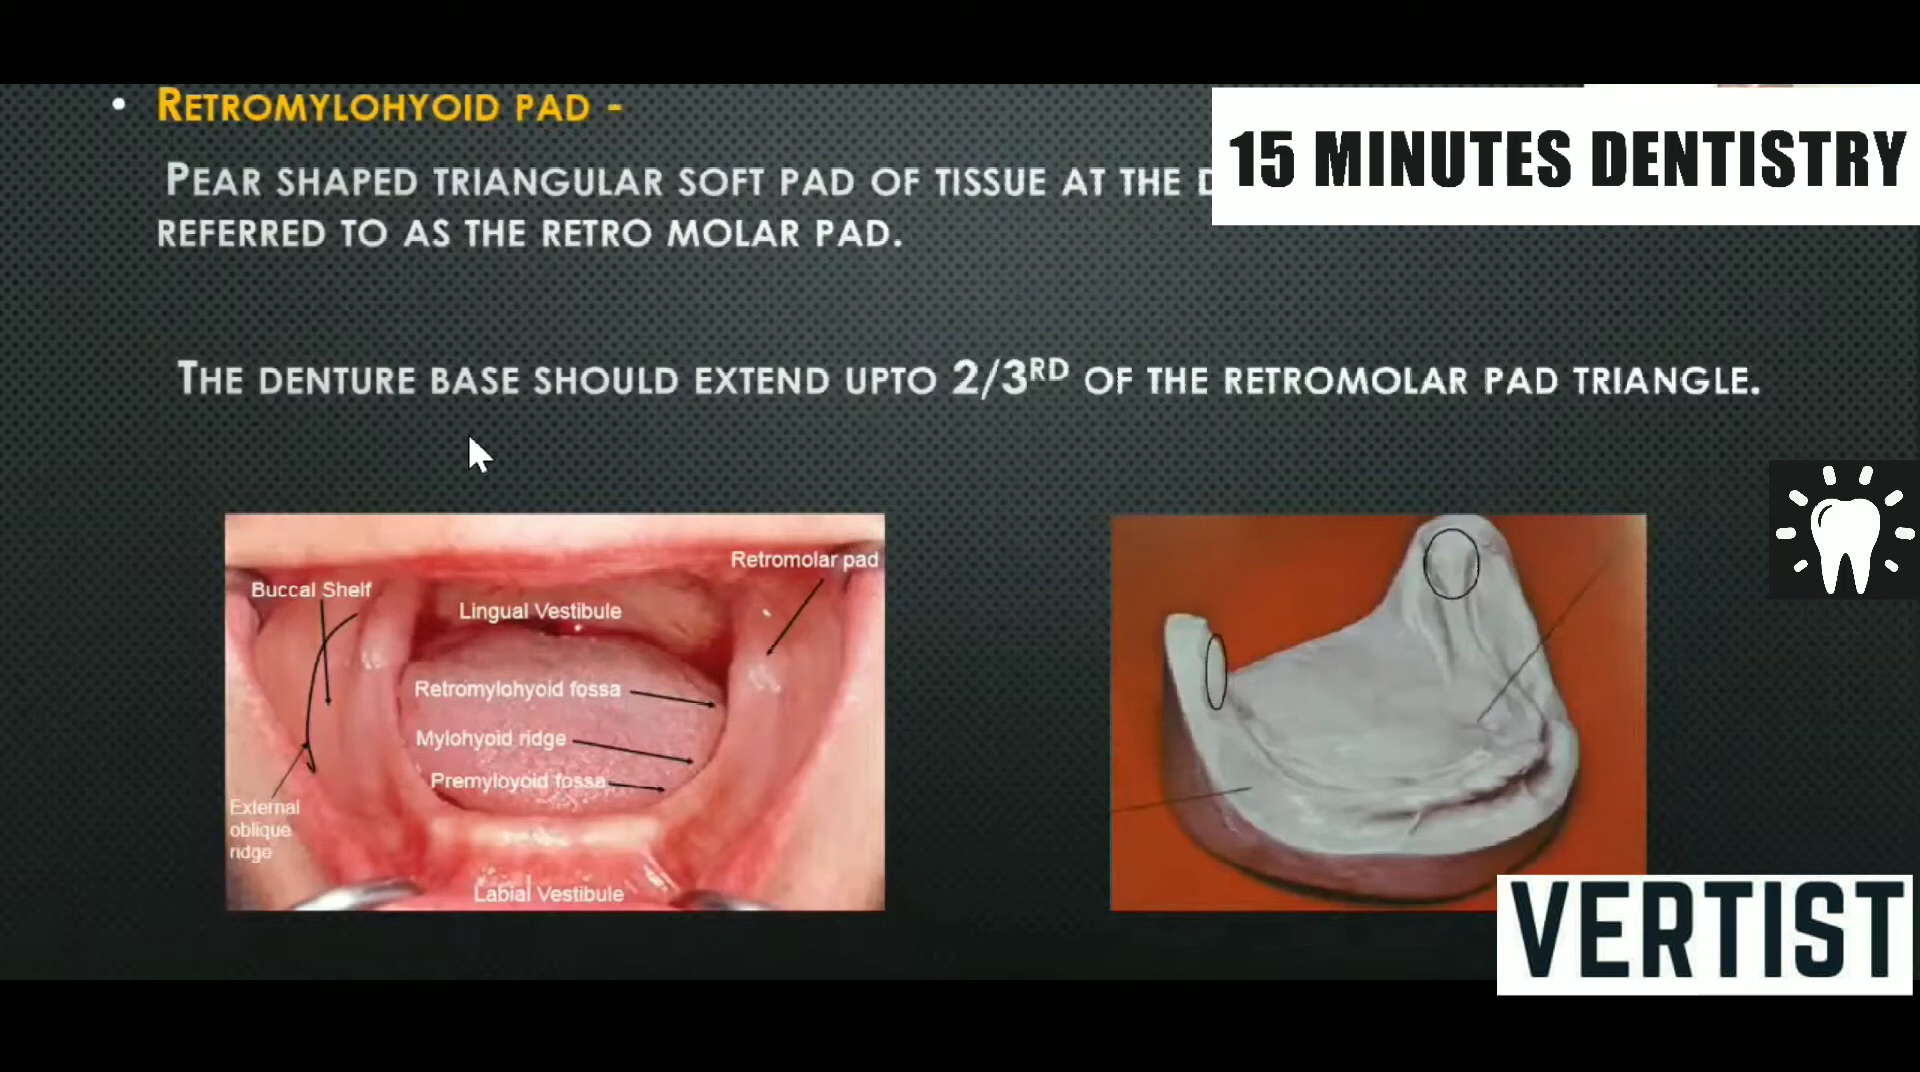 • RETROMYLOHYOID PAD -
15 MINUTES DENTISTRY
PEAR SHAPED TRIANGULAR SOFT PAD OF TISSUE AT THE
REFERRED TO AS THE RETRO MOLAR PAD.
THE DENTURE BASE SHOULD EXTEND UPTO 2/3RD OF THE RETROMOLAR PAD TRIANGLE.
Retromolar pad
Buccal Shelf
Lingual Vestibule
Retromylohyoid fossa
Mylohyoid ridge
Premyloyoid fossa
External
oblique
ridge
Labial Vestibule
VERTIST